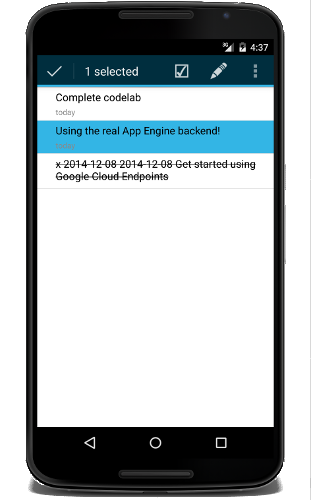 3G 4:37
1 selected
Complete codelab
today
Using the real App Engine backend!
today
x 2014-12-08 2014-12-08 Get started using
Google Cloud Endpoints